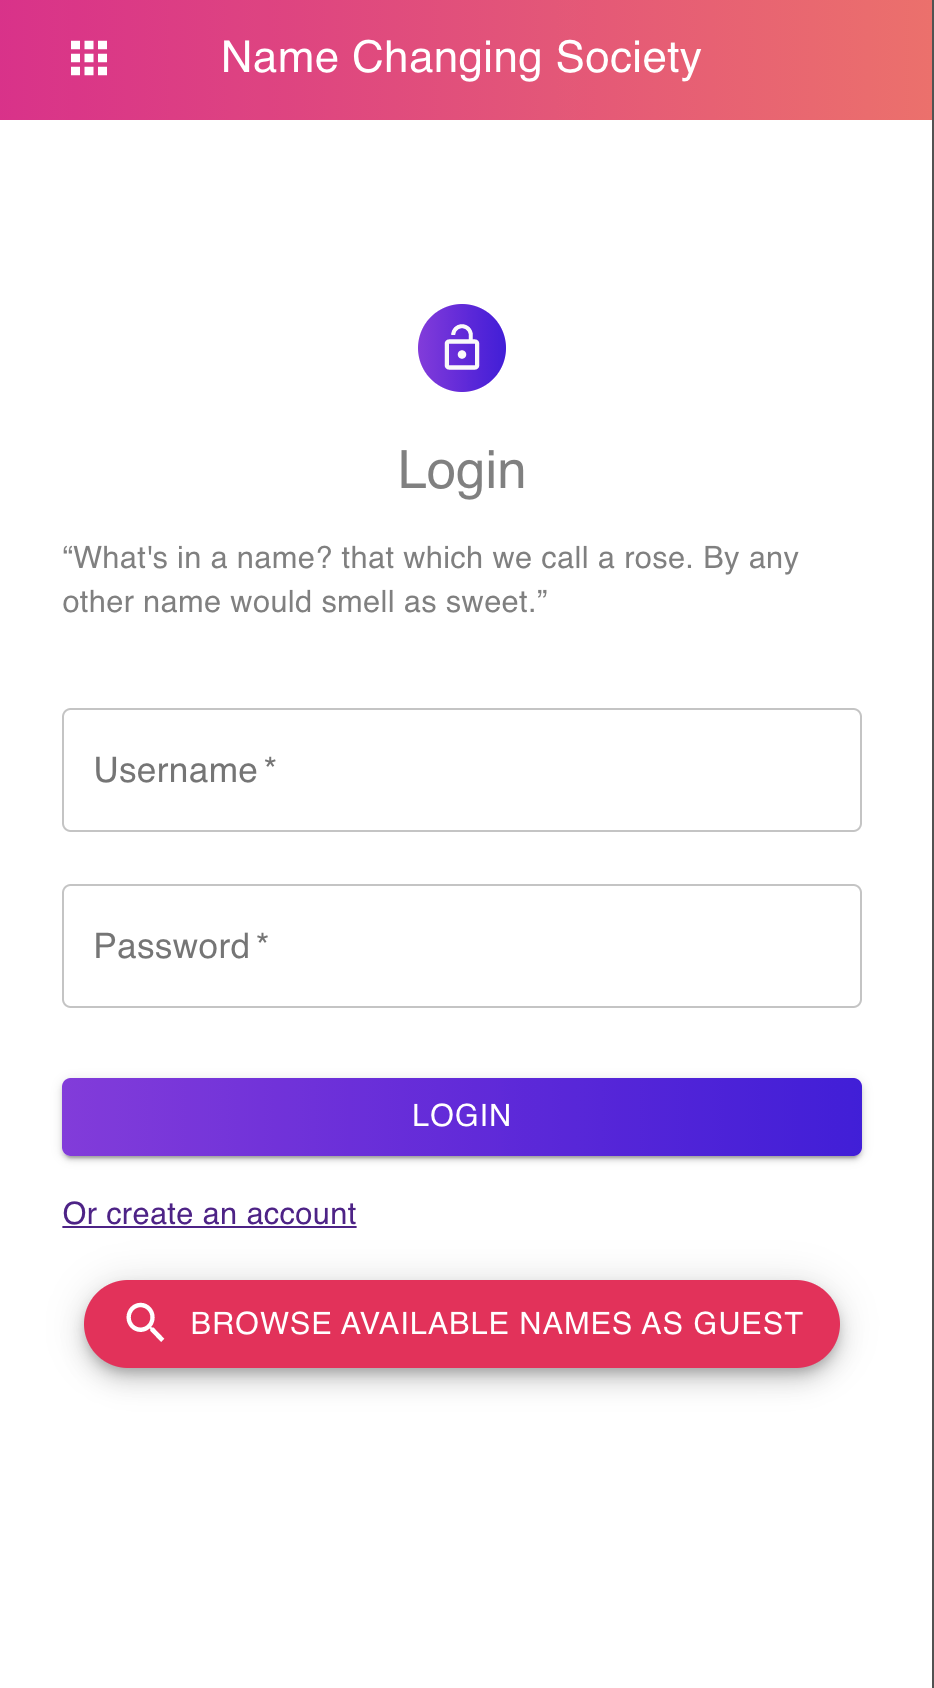 Name Changing Society
Login
“What's in a name? that which we call a rose. By any
other name would smell as sweet.”
Username *
Password *
LOGIN
Or create an account
BROWSE AVAILABLE NAMES AS GUEST